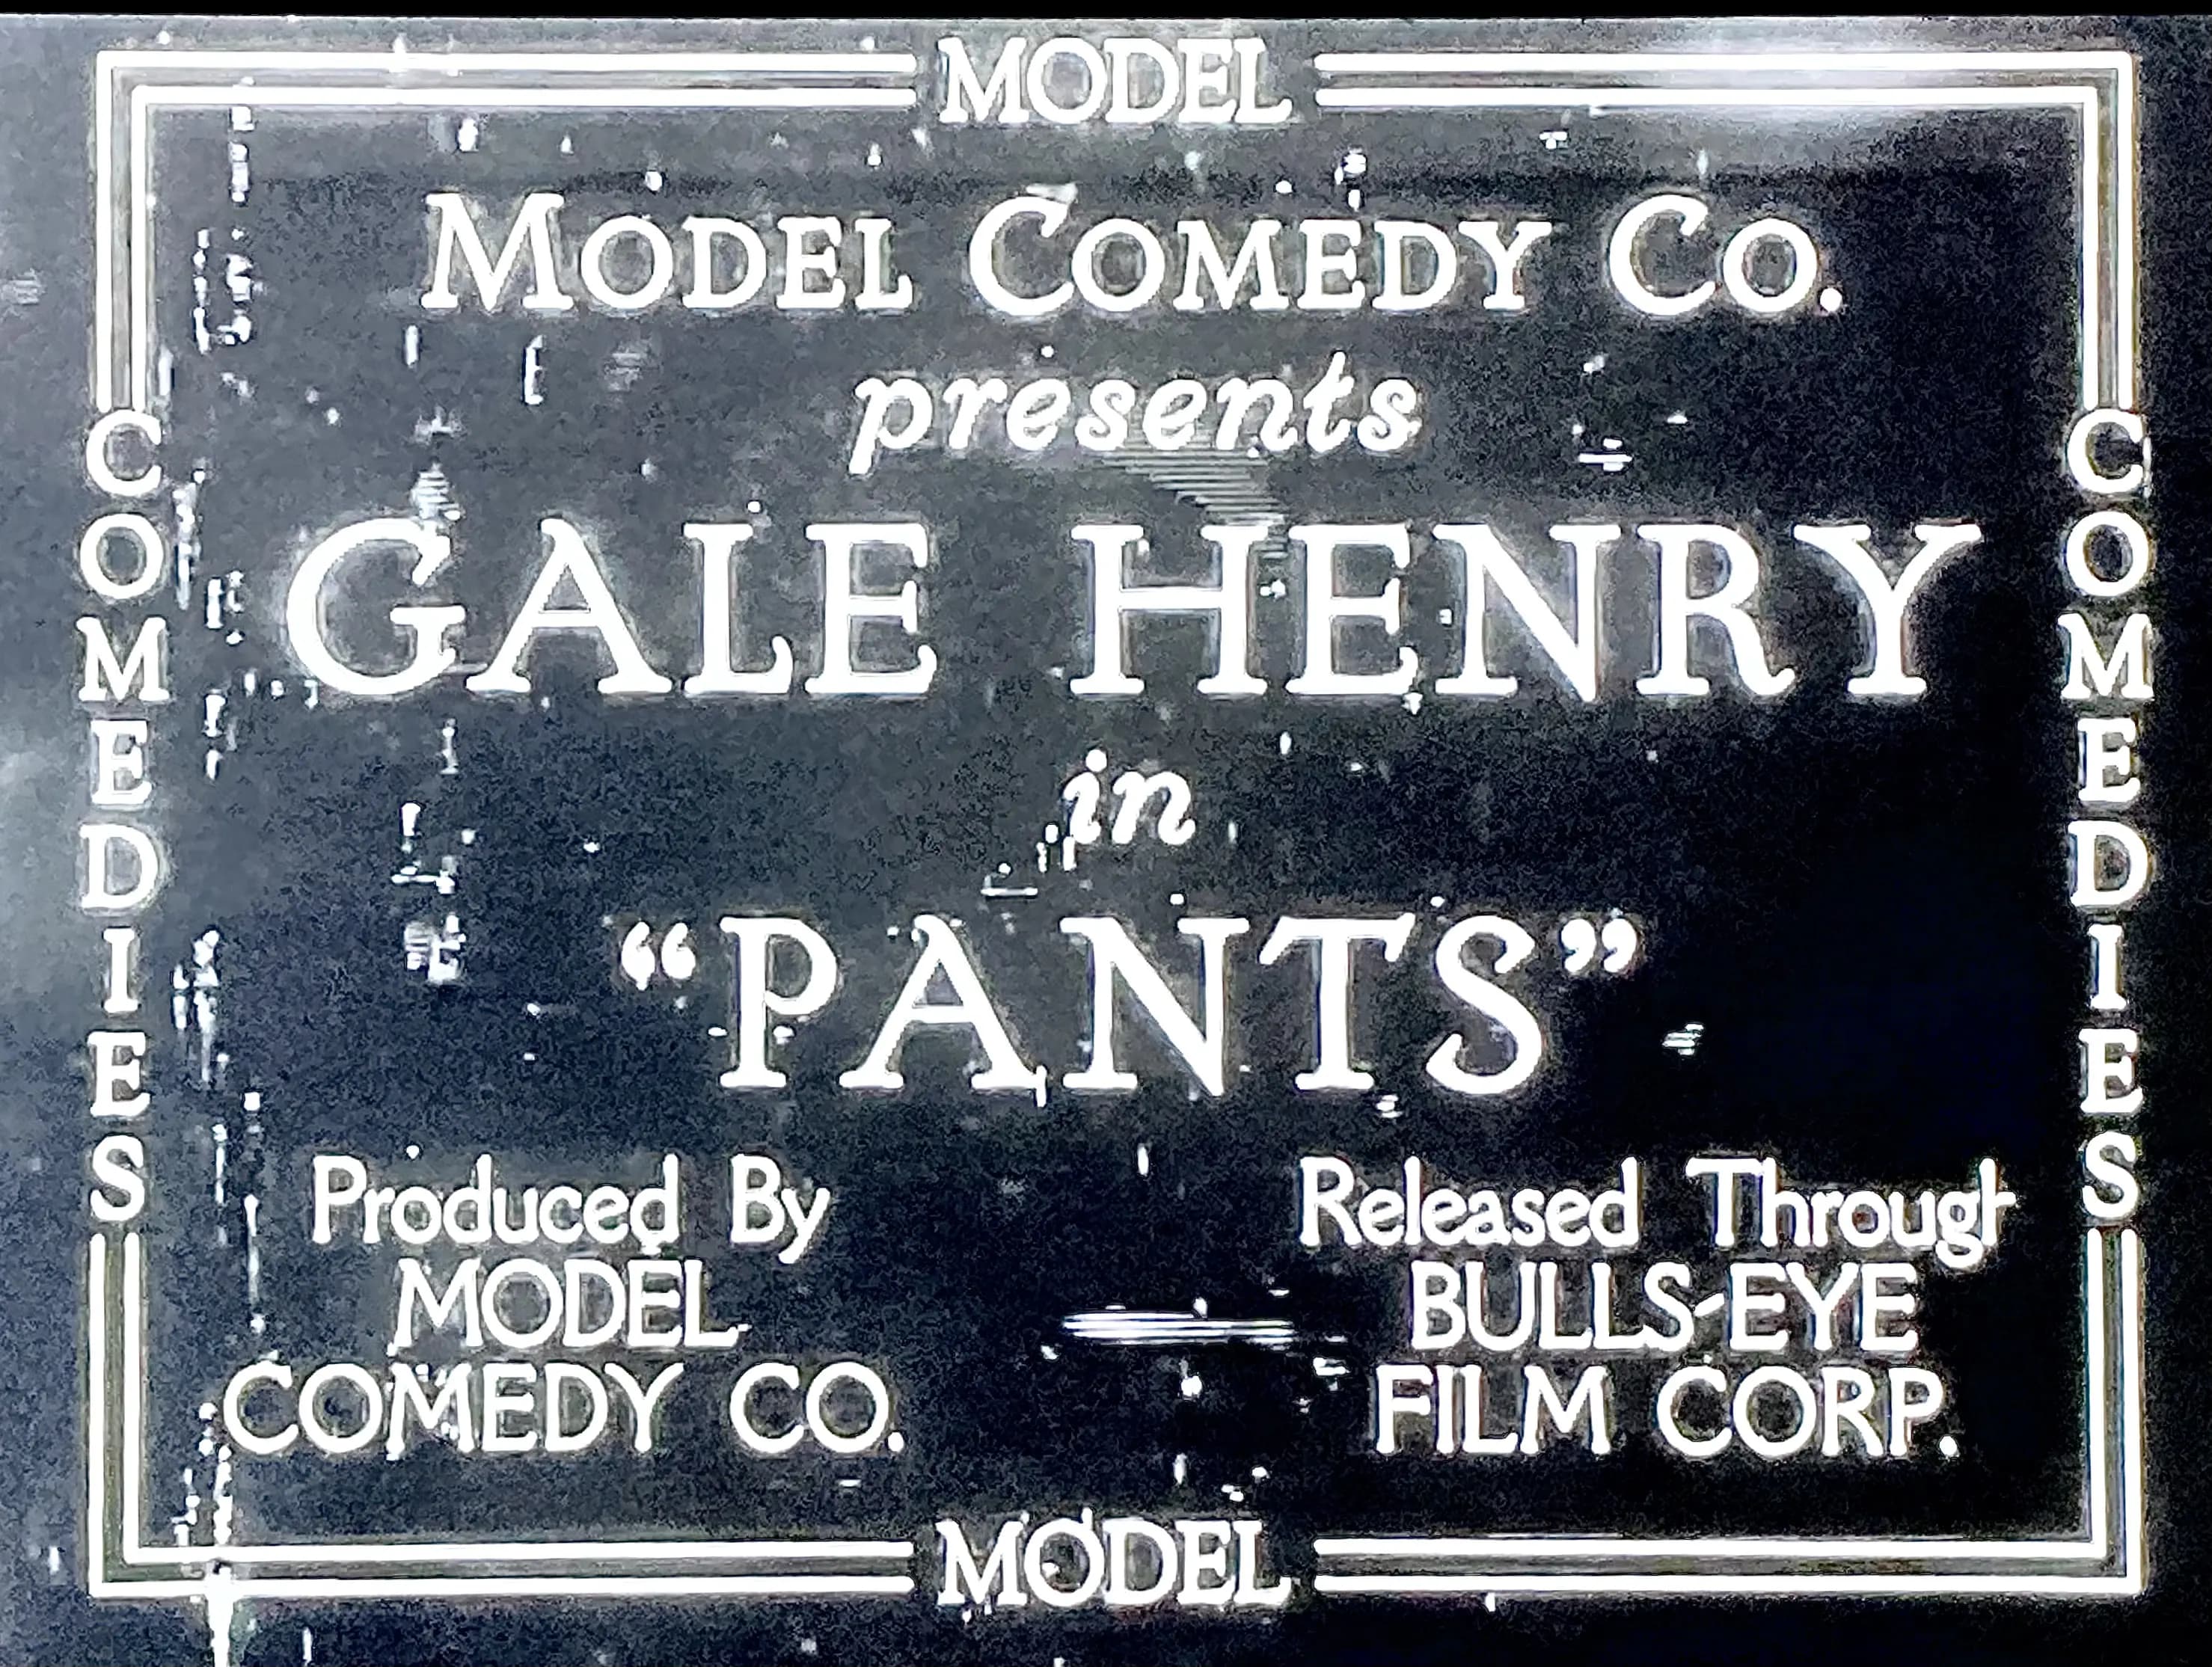 MODEL
MODEL COMEDY CO.
presents
GALE HENRY
in
“PANTS”
Produced By
MODEL
COMEDY CO.
Released Through
BULLS-EYE
FILM CORP.
COMEDIES
COMEDIES
MODEL